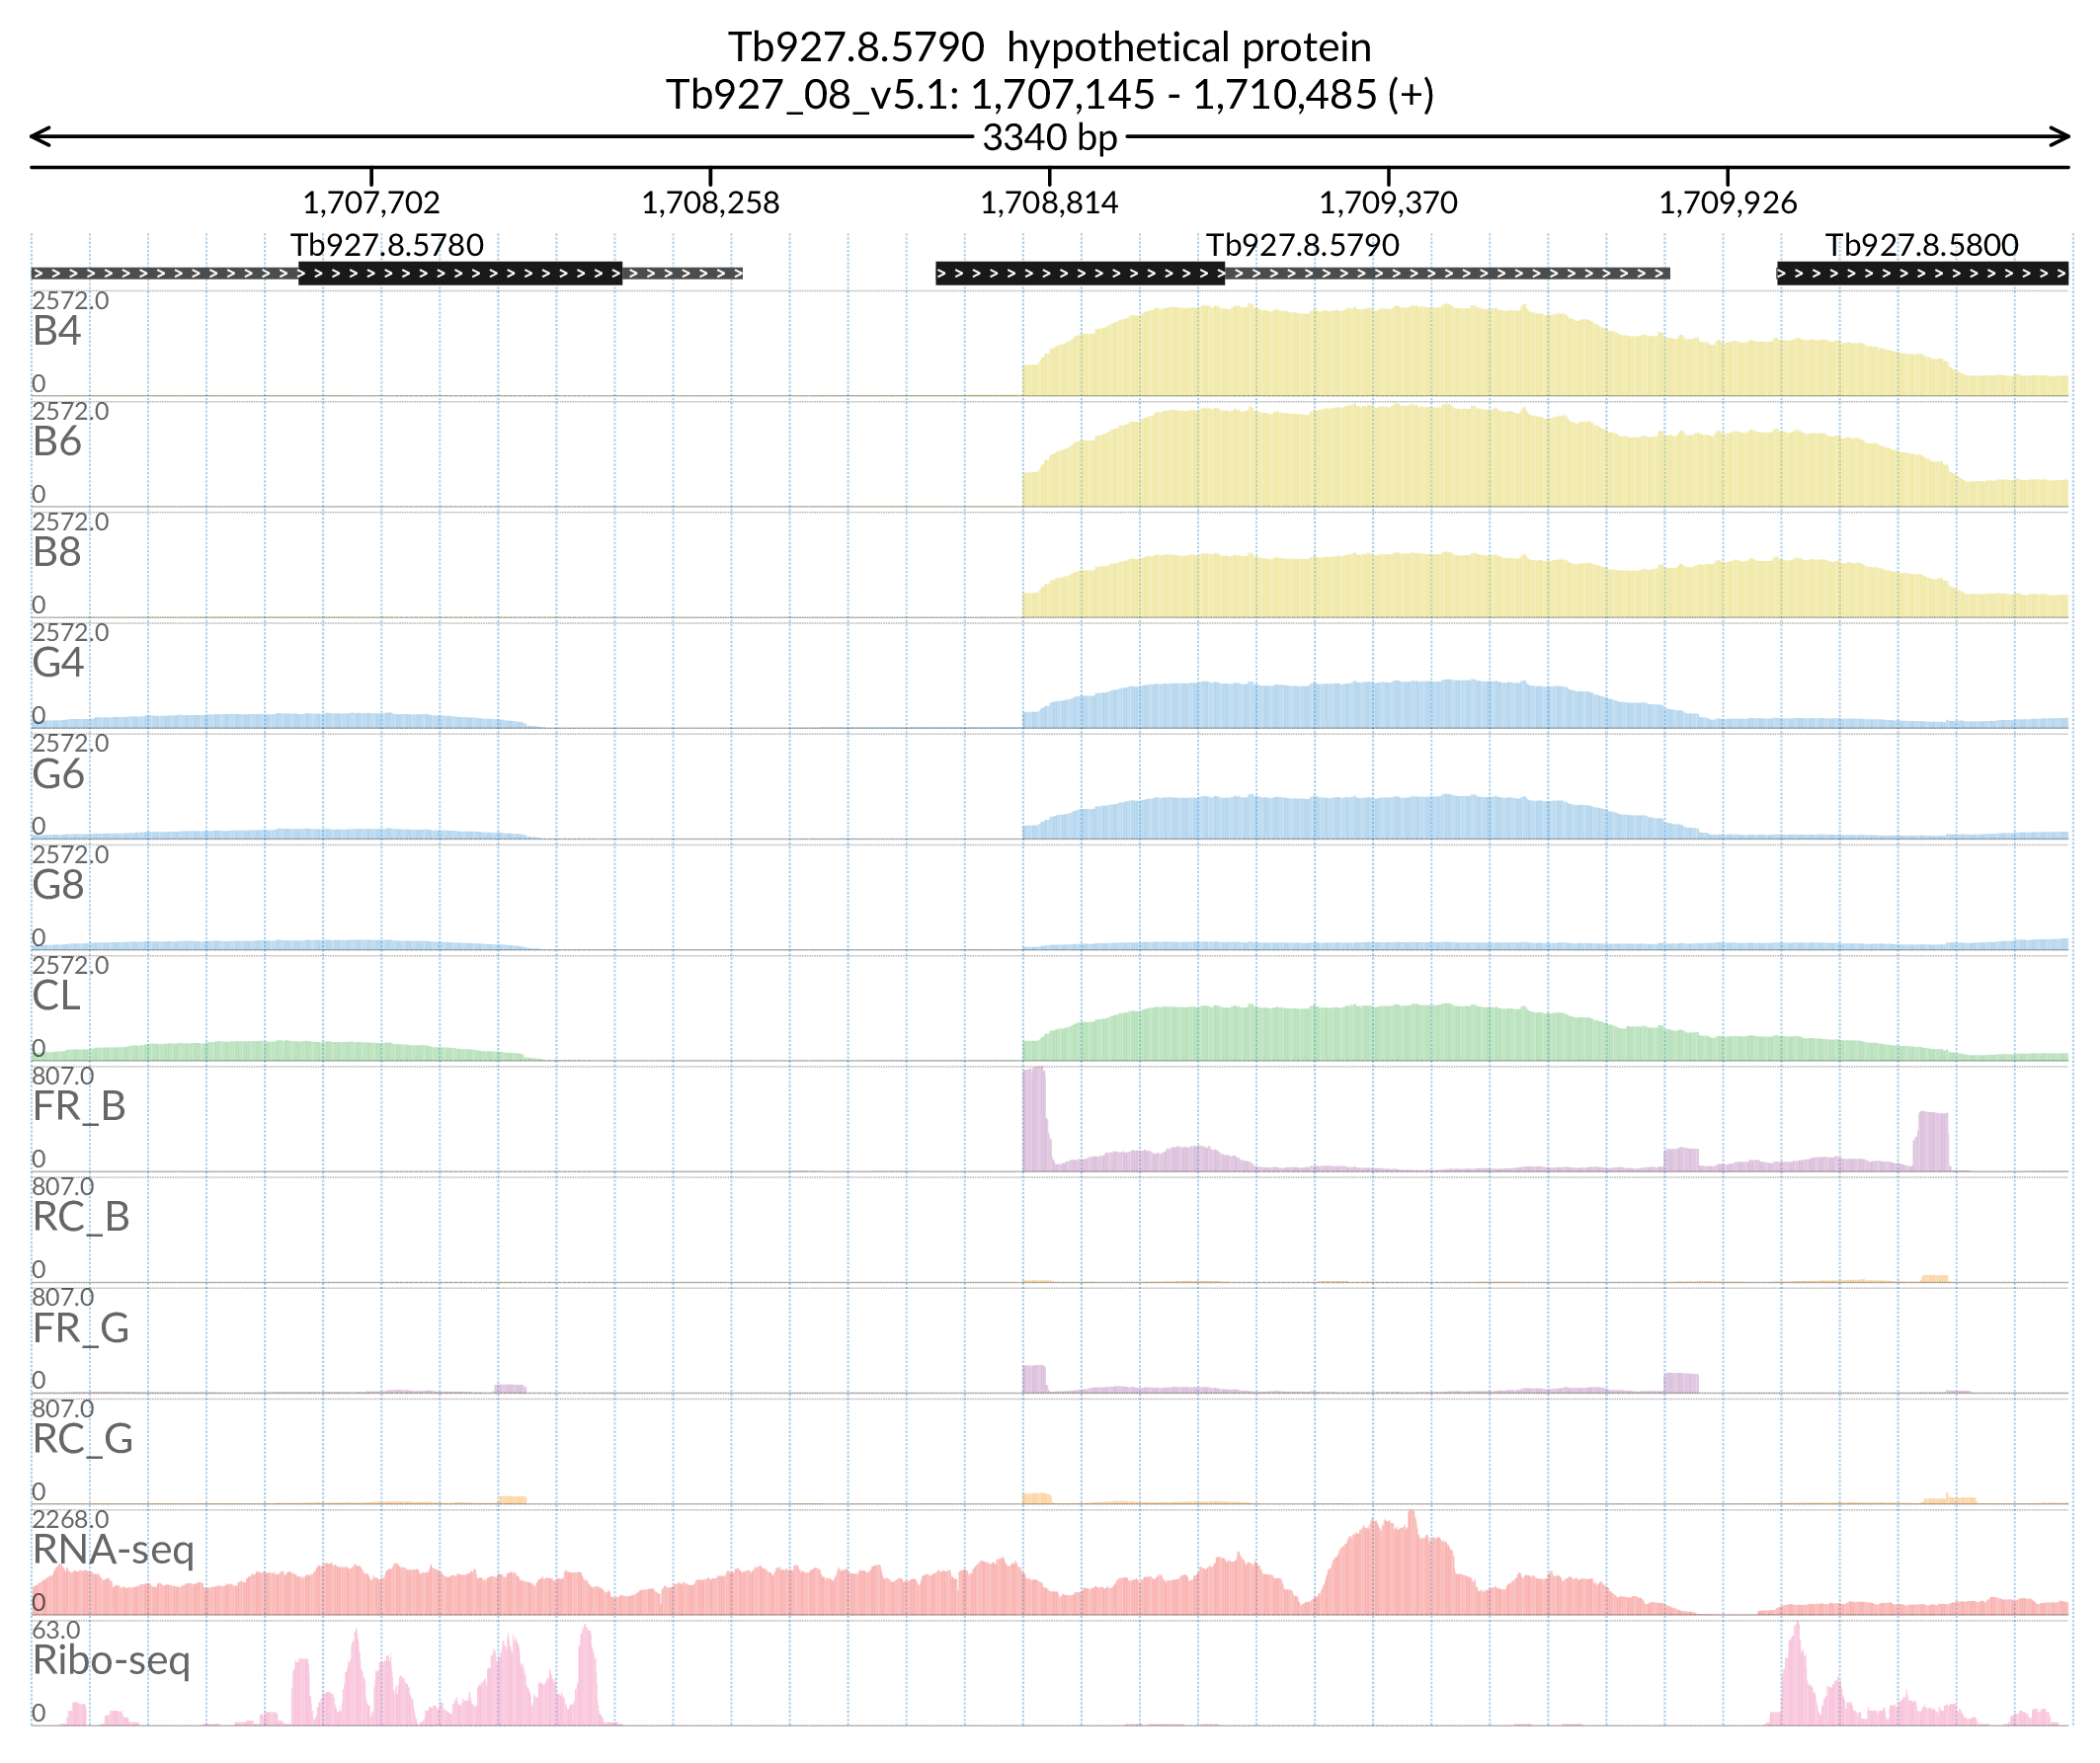 Tb927.8.5790  hypothetical protein
Tb927_08_v5.1: 1,707,145 - 1,710,485 (+)
3340 bp
1,707,702 1,708,258 1,708,814 1,709,370 1,709,926
Tb927.8.5780 Tb927.8.5790 Tb927.8.5800
2572.0
B4
0
2572.0
B6
0
2572.0
B8
0
2572.0
G4
0
2572.0
G6
0
2572.0
G8
0
2572.0
CL
0
807.0
FR_B
0
807.0
RC_B
0
807.0
FR_G
0
807.0
RC_G
0
2268.0
RNA-seq
0
63.0
Ribo-seq
0